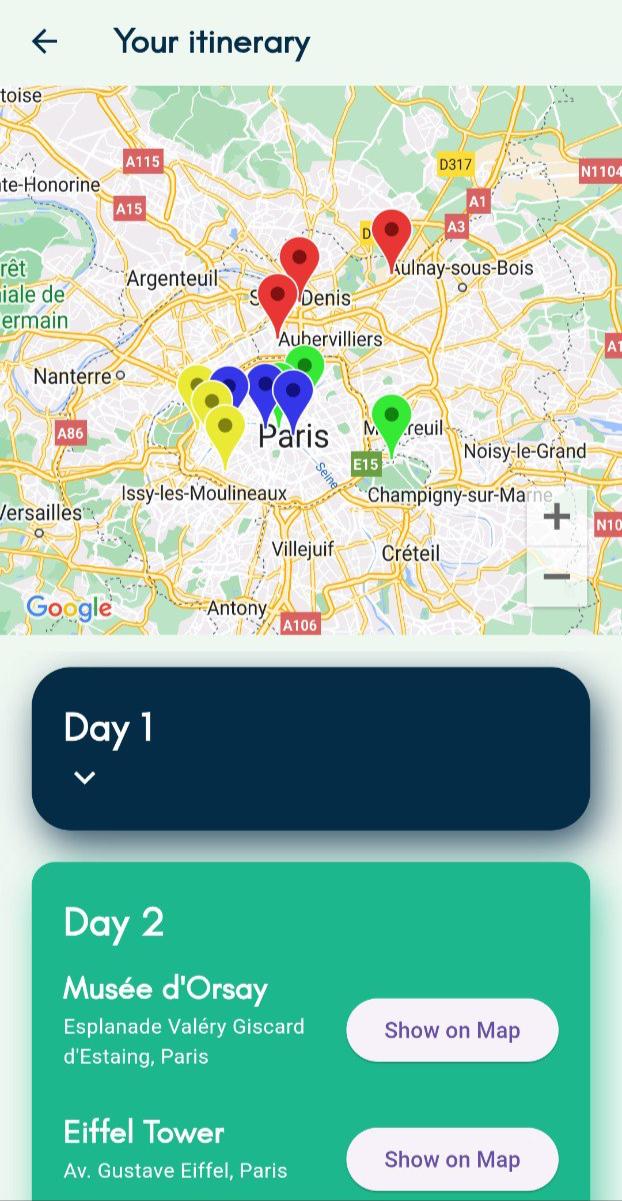 Your itinerary
toise
D317
A115
N1104
te-Honorine
A15
A1
A3
D
rêt
iale de
ermain
Argenteuil
Aulnay-sous-Bois
S Denis
Aubervilliers
A1
Nanterre
A86
Paris
M reuil
Noisy-le-Grand
E15
Seine
Issy-les-Moulineaux
Champigny-sur-Marne
Versailles
+
N10
−
Villejuif
Créteil
Google
Antony
A106
Day 1
Day 2
Musée d'Orsay
Esplanade Valéry Giscard
d'Estaing, Paris
Show on Map
Eiffel Tower
Av. Gustave Eiffel, Paris
Show on Map